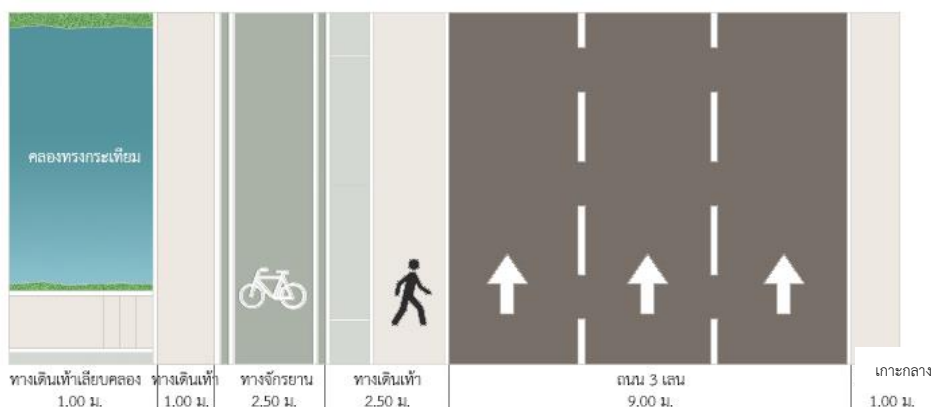 คลองทรงกระเทียม
ทางเดินเท้าเลียบคลอง ทางเดินเท้า ทางจักรยาน ทางเดินเท้า ถนน 3 เลน เกาะกลาง
1.00 ม. 1.00 ม. 2.50 ม. 2.50 ม. 9.00 ม. 1.00 ม.